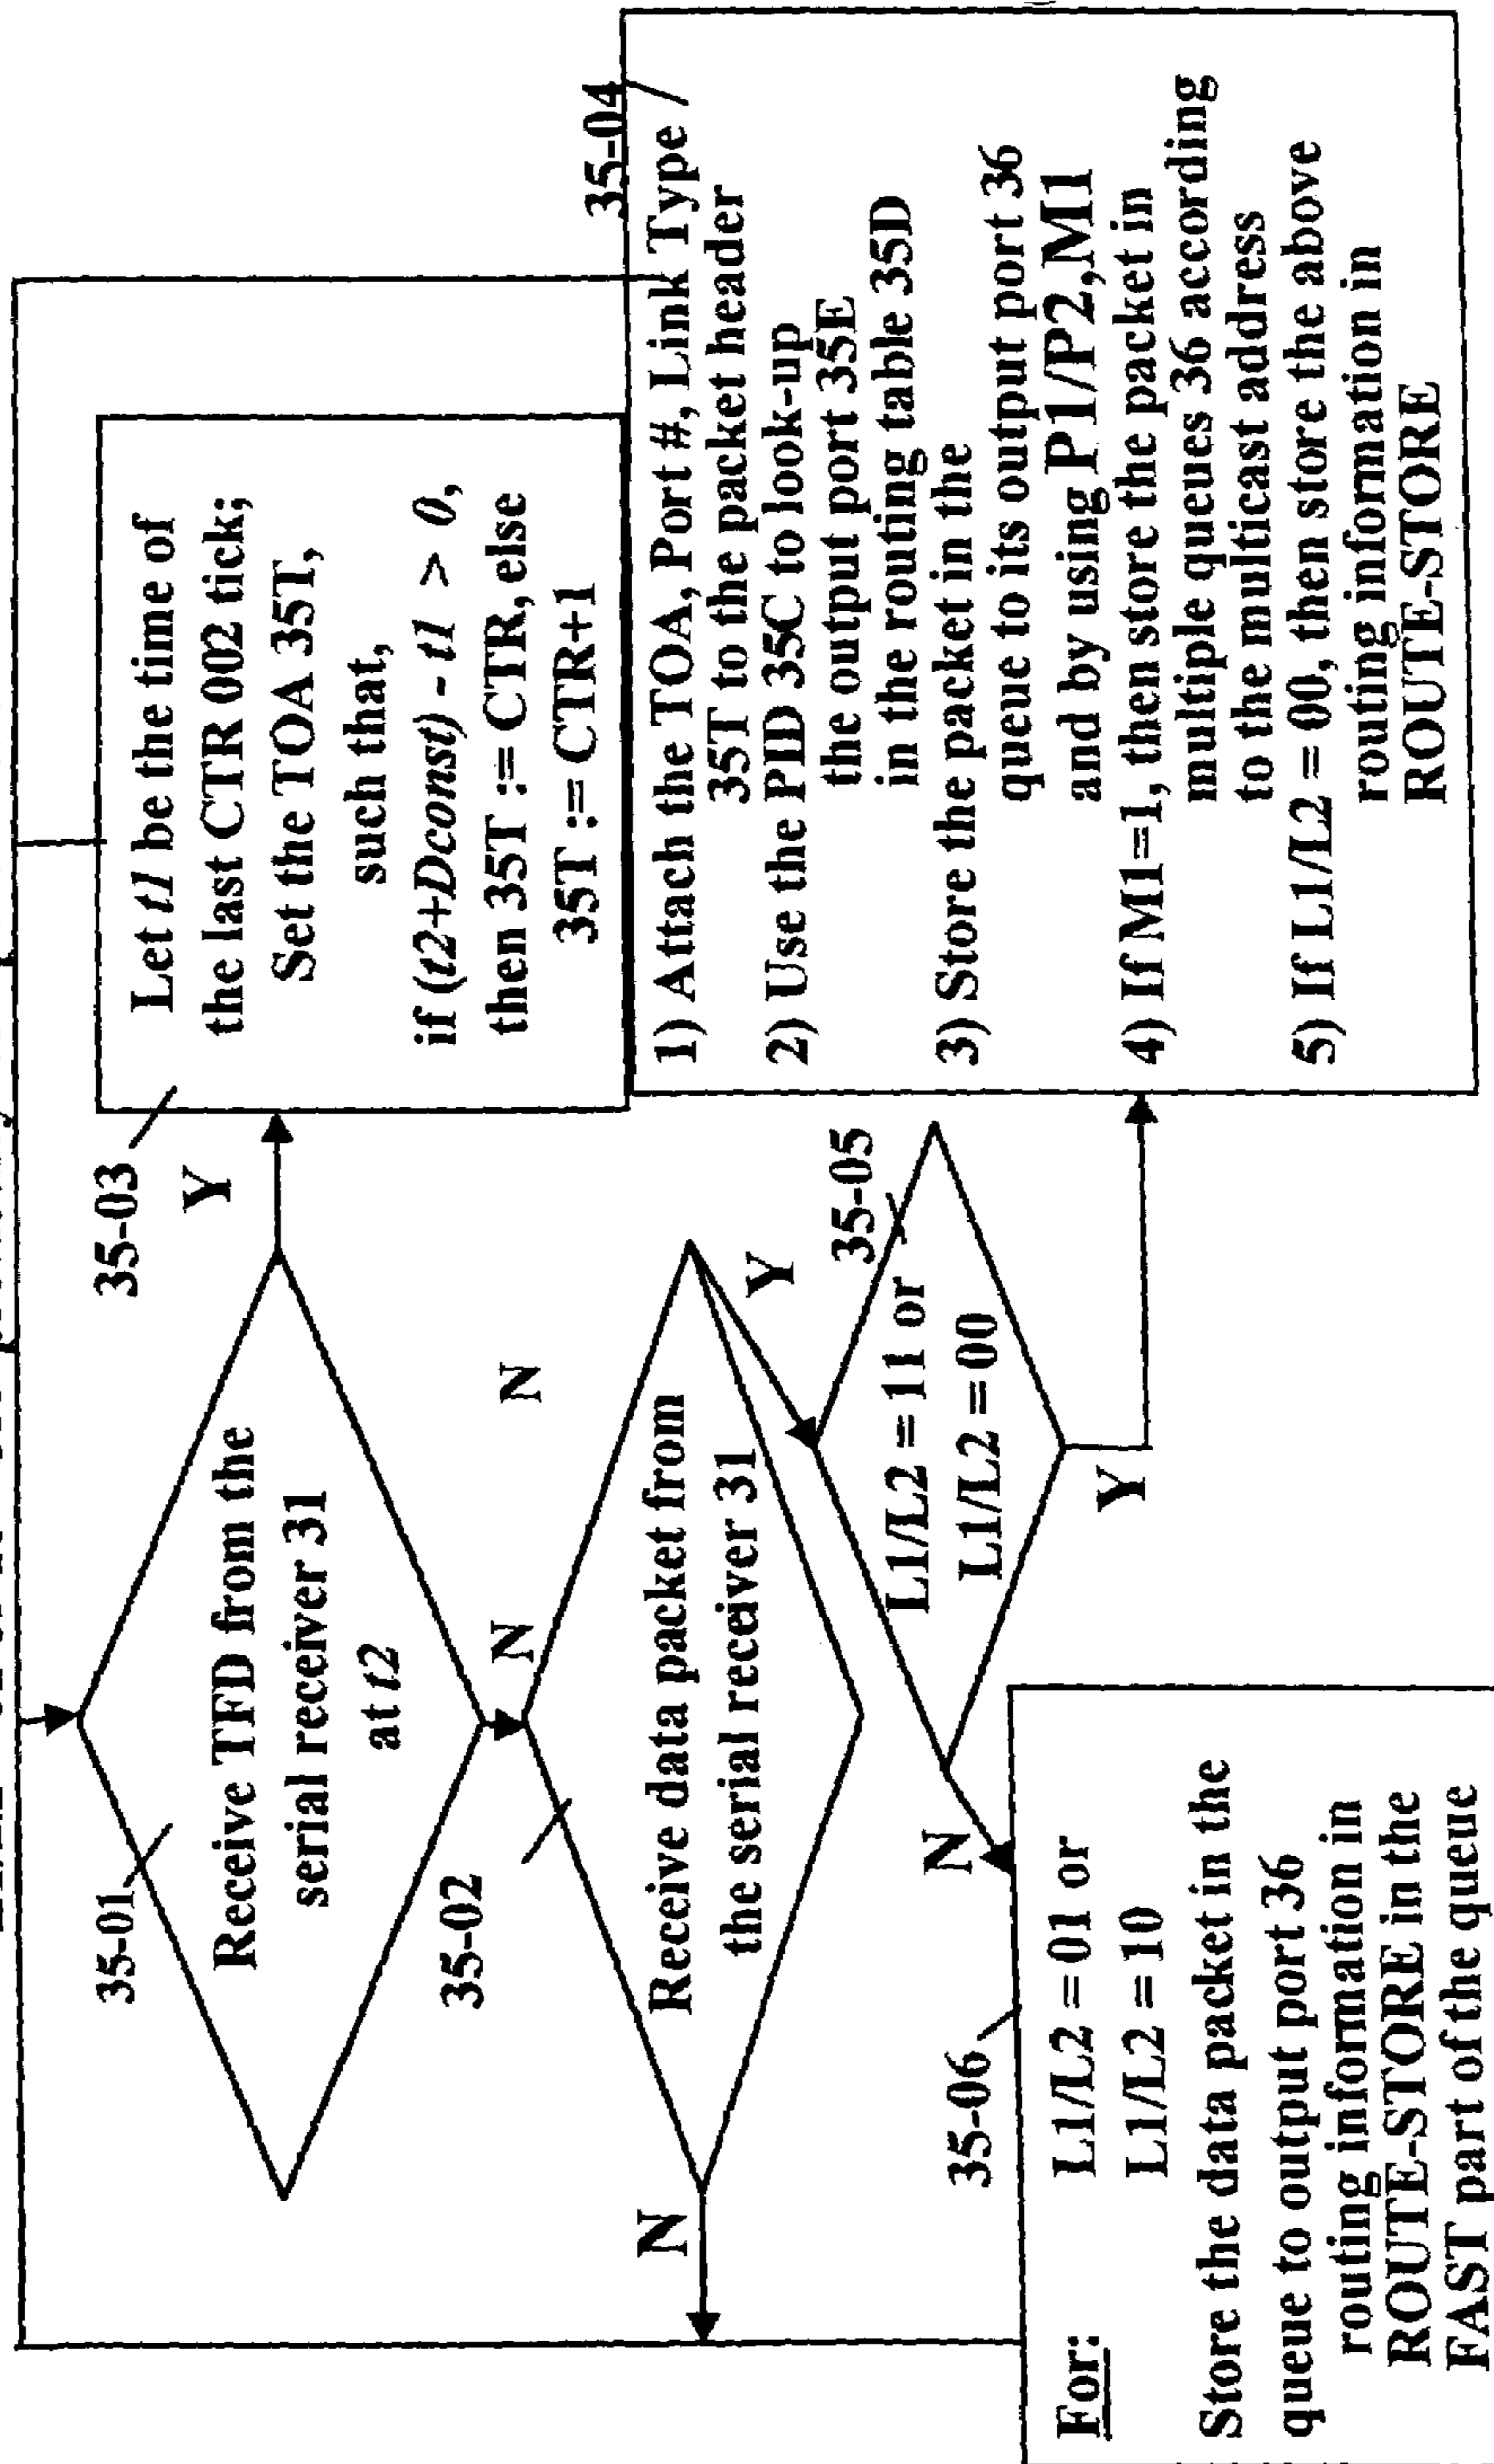 35-01
Receive TFD from the
serial receiver 31
at t2
Y
35-03
Let t1 be the time of
the last CTR 002 tick;
Set the TOA 35T,
such that,
if (t2+Dconst) - t1 > 0,
then 35T := CTR, else
35T := CTR+1
N
N
35-02
Receive data packet from
the serial receiver 31
N
Y
35-05
L1/L2 = 11 or
L1/L2 = 00
Y
N
35-04
1) Attach the TOA, Port #, Link Type
35T to the packet header
2) Use the PID 35C to look-up
the output port 35E
in the routing table 35D
3) Store the packet in the
queue to its output port 36
and by using P1/P2,M1
4) If M1=1, then store the packet in
multiple queues 36 according
to the multicast address
5) If L1/L2 = 00, then store the above
routing information in
ROUTE-STORE
35-06
For:
L1/L2 = 01 or
L1/L2 = 10
Store the data packet in the
queue to output port 36
routing information in
ROUTE-STORE in the
FAST part of the queue